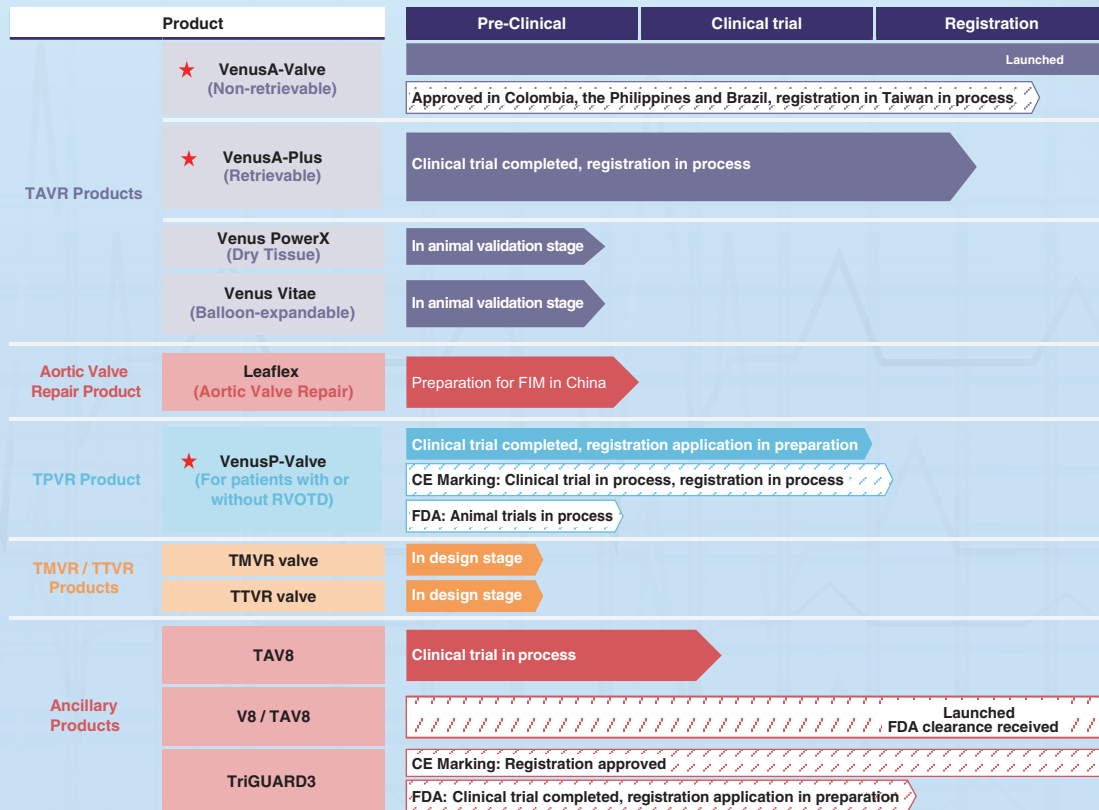 Product
Pre-Clinical
Clinical trial
Registration
TAVR Products
VenusA-Valve
(Non-retrievable)
Launched
Approved in Colombia, the Philippines and Brazil, registration in Taiwan in process
VenusA-Plus
(Retrievable)
Clinical trial completed, registration in process
Venus PowerX
(Dry Tissue)
In animal validation stage
Venus Vitae
(Balloon-expandable)
In animal validation stage
Aortic Valve
Repair Product
Leaflex
(Aortic Valve Repair)
Preparation for FIM in China
TPVR Product
VenusP-Valve
(For patients with or
without RVOTD)
Clinical trial completed, registration application in preparation
CE Marking: Clinical trial in process, registration in process
FDA: Animal trials in process
TMVR / TTVR
Products
TMVR valve
In design stage
TTVR valve
In design stage
Ancillary
Products
TAV8
Clinical trial in process
V8 / TAV8
Launched
FDA clearance received
TriGUARD3
CE Marking: Registration approved
FDA: Clinical trial completed, registration application in preparation